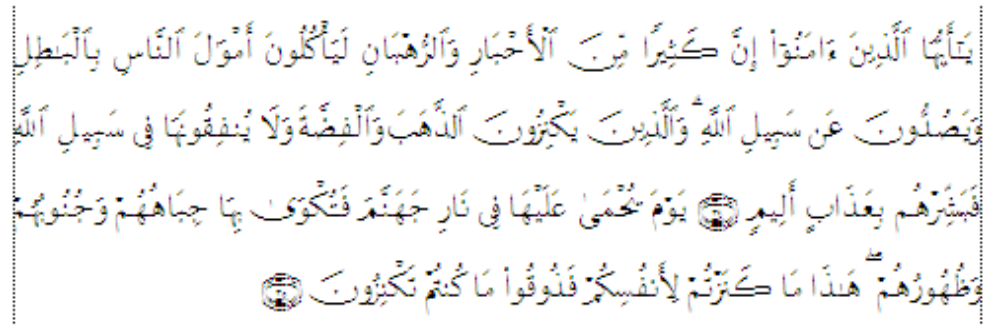 يَٰٓأَيُّهَا ٱلَّذِينَ ءَامَنُوٓا۟ إِنَّ كَثِيرًا مِّنَ ٱلْأَحْبَارِ وَٱلرُّهْبَانِ لَيَأْكُلُونَ أَمْوَٰلَ ٱلنَّاسِ بِٱلْبَٰطِلِ
وَيَصُدُّونَ عَن سَبِيلِ ٱللَّهِ ۗ وَٱلَّذِينَ يَكْنِزُونَ ٱلذَّهَبَ وَٱلْفِضَّةَ وَلَا يُنفِقُونَهَا فِى سَبِيلِ ٱللَّهِ
فَبَشِّرْهُم بِعَذَابٍ أَلِيمٍ يَوْمَ يُحْمَىٰ عَلَيْهَا فِى نَارِ جَهَنَّمَ فَتُكْوَىٰ بِهَا جِبَاهُهُمْ وَجُنُوبُهُمْ
وَظُهُورُهُمْ ۖ هَٰذَا مَا كَنَزْتُمْ لِأَنفُسِكُمْ فَذُوقُوا۟ مَا كُنتُمْ تَكْنِزُونَ